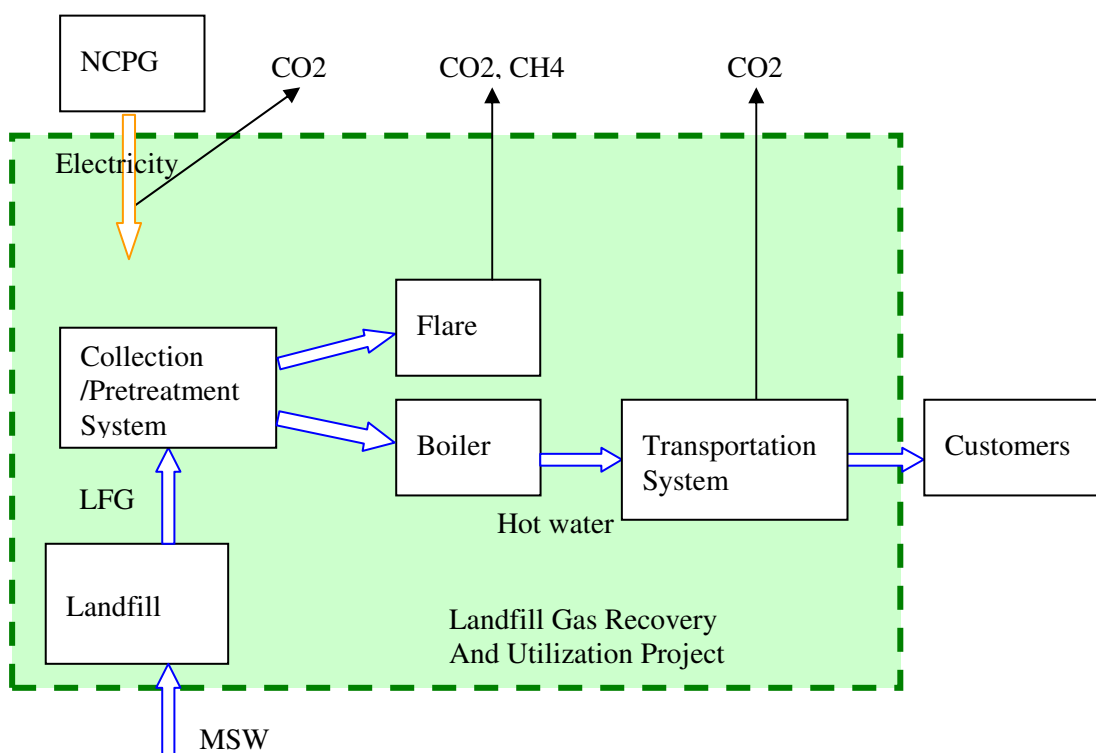 NCPG
CO2
CO2, CH4
CO2
Electricity
Flare
Collection
/Pretreatment
System
Boiler
Transportation
System
Customers
LFG
Hot water
Landfill
Landfill Gas Recovery
And Utilization Project
MSW